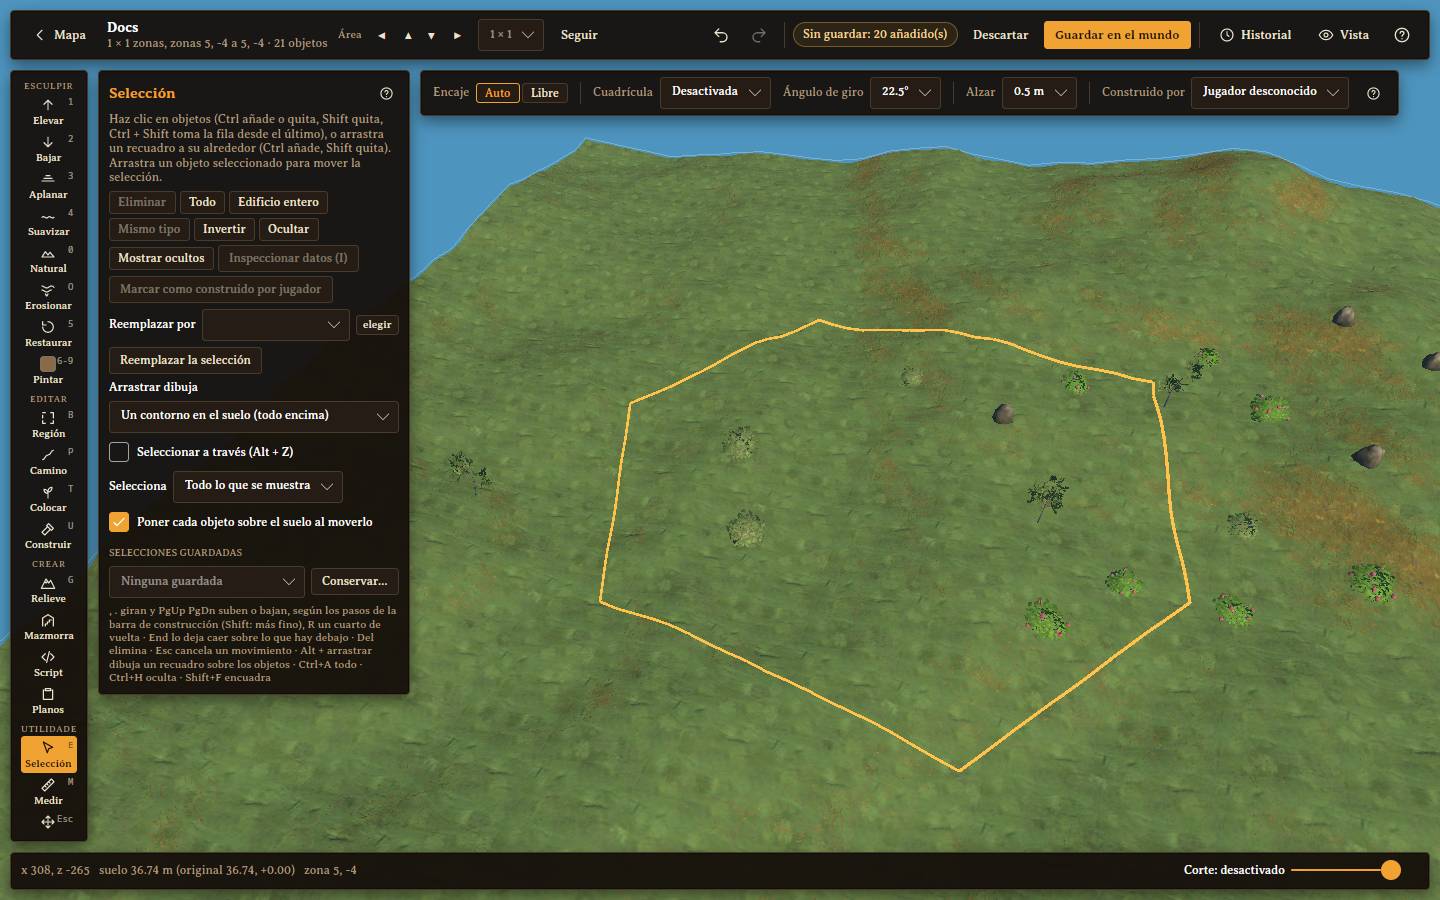 Mapa
Docs
1 × 1 zonas, zonas 5, -4 a 5, -4 · 21 objetos
Área
1 × 1
Seguir
Sin guardar: 20 añadido(s)
Descartar
Guardar en el mundo
Historial
Vista
ESCULPIR
1
Elevar
2
Bajar
3
Aplanar
4
Suavizar
0
Natural
O
Erosionar
5
Restaurar
6-9
Pintar
EDITAR
B
Región
P
Camino
T
Colocar
U
Construir
CREAR
G
Relieve
Mazmorra
Script
Planos
UTILIDADE
E
Selección
M
Medir
Esc
Selección
Haz clic en objetos (Ctrl añade o quita, Shift quita,
Ctrl + Shift toma la fila desde el último), o arrastra
un recuadro a su alrededor (Ctrl añade, Shift quita).
Arrastra un objeto seleccionado para mover la
selección.
Eliminar
Todo
Edificio entero
Mismo tipo
Invertir
Ocultar
Mostrar ocultos
Inspeccionar datos (I)
Marcar como construido por jugador
Reemplazar por
elegir
Reemplazar la selección
Arrastrar dibuja
Un contorno en el suelo (todo encima)
Seleccionar a través (Alt + Z)
Selecciona
Todo lo que se muestra
Poner cada objeto sobre el suelo al moverlo
SELECCIONES GUARDADAS
Ninguna guardada
Conservar...
, . giran y PgUp PgDn suben o bajan, según los pasos de la
barra de construcción (Shift: más fino), R un cuarto de
vuelta · End lo deja caer sobre lo que hay debajo · Del
elimina · Esc cancela un movimiento · Alt + arrastrar
dibuja un recuadro sobre los objetos · Ctrl+A todo ·
Ctrl+H oculta · Shift+F encuadra
Encaje
Auto
Libre
Cuadrícula
Desactivada
Ángulo de giro
22.5°
Alzar
0.5 m
Construido por
Jugador desconocido
x 308, z -265 suelo 36.74 m (original 36.74, +0.00) zona 5, -4
Corte: desactivado